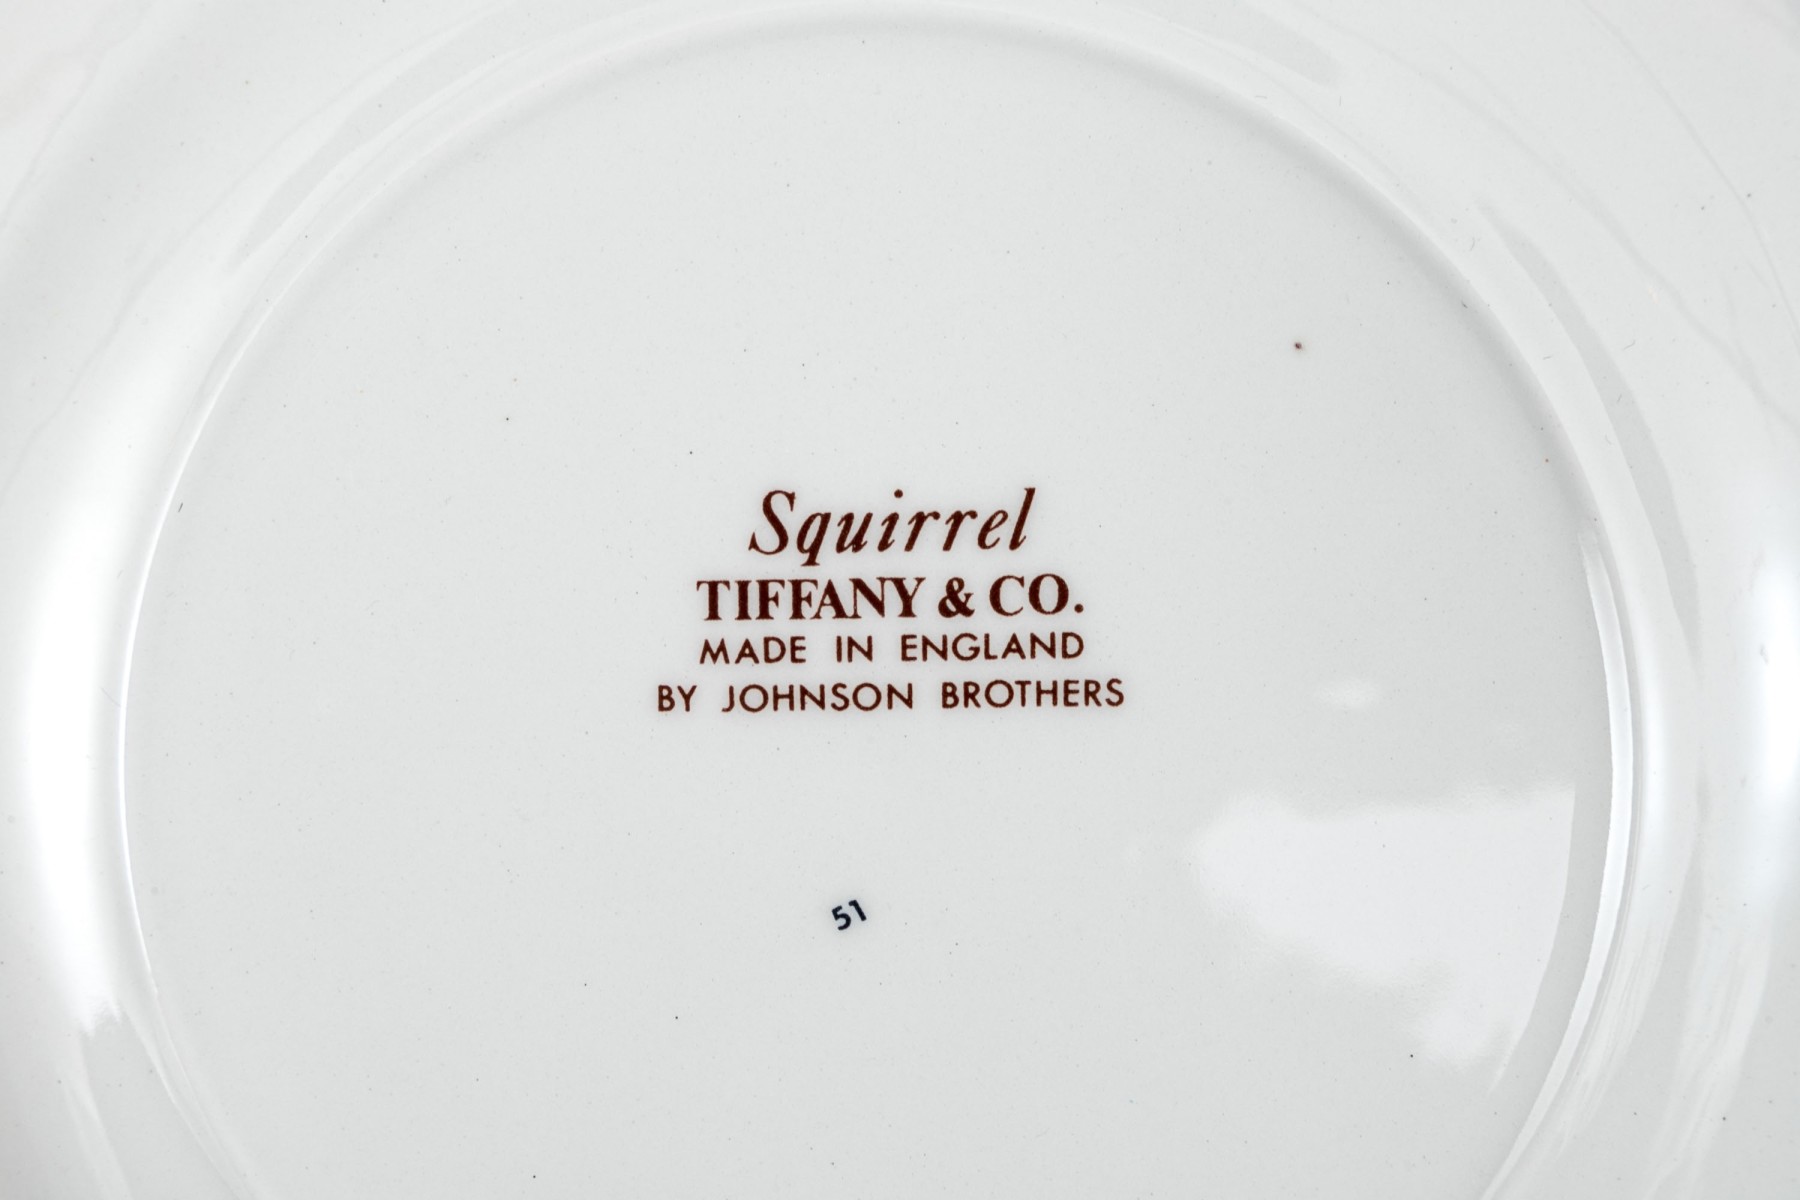 Squirrel
TIFFANY & CO.
MADE IN ENGLAND
BY JOHNSON BROTHERS
51